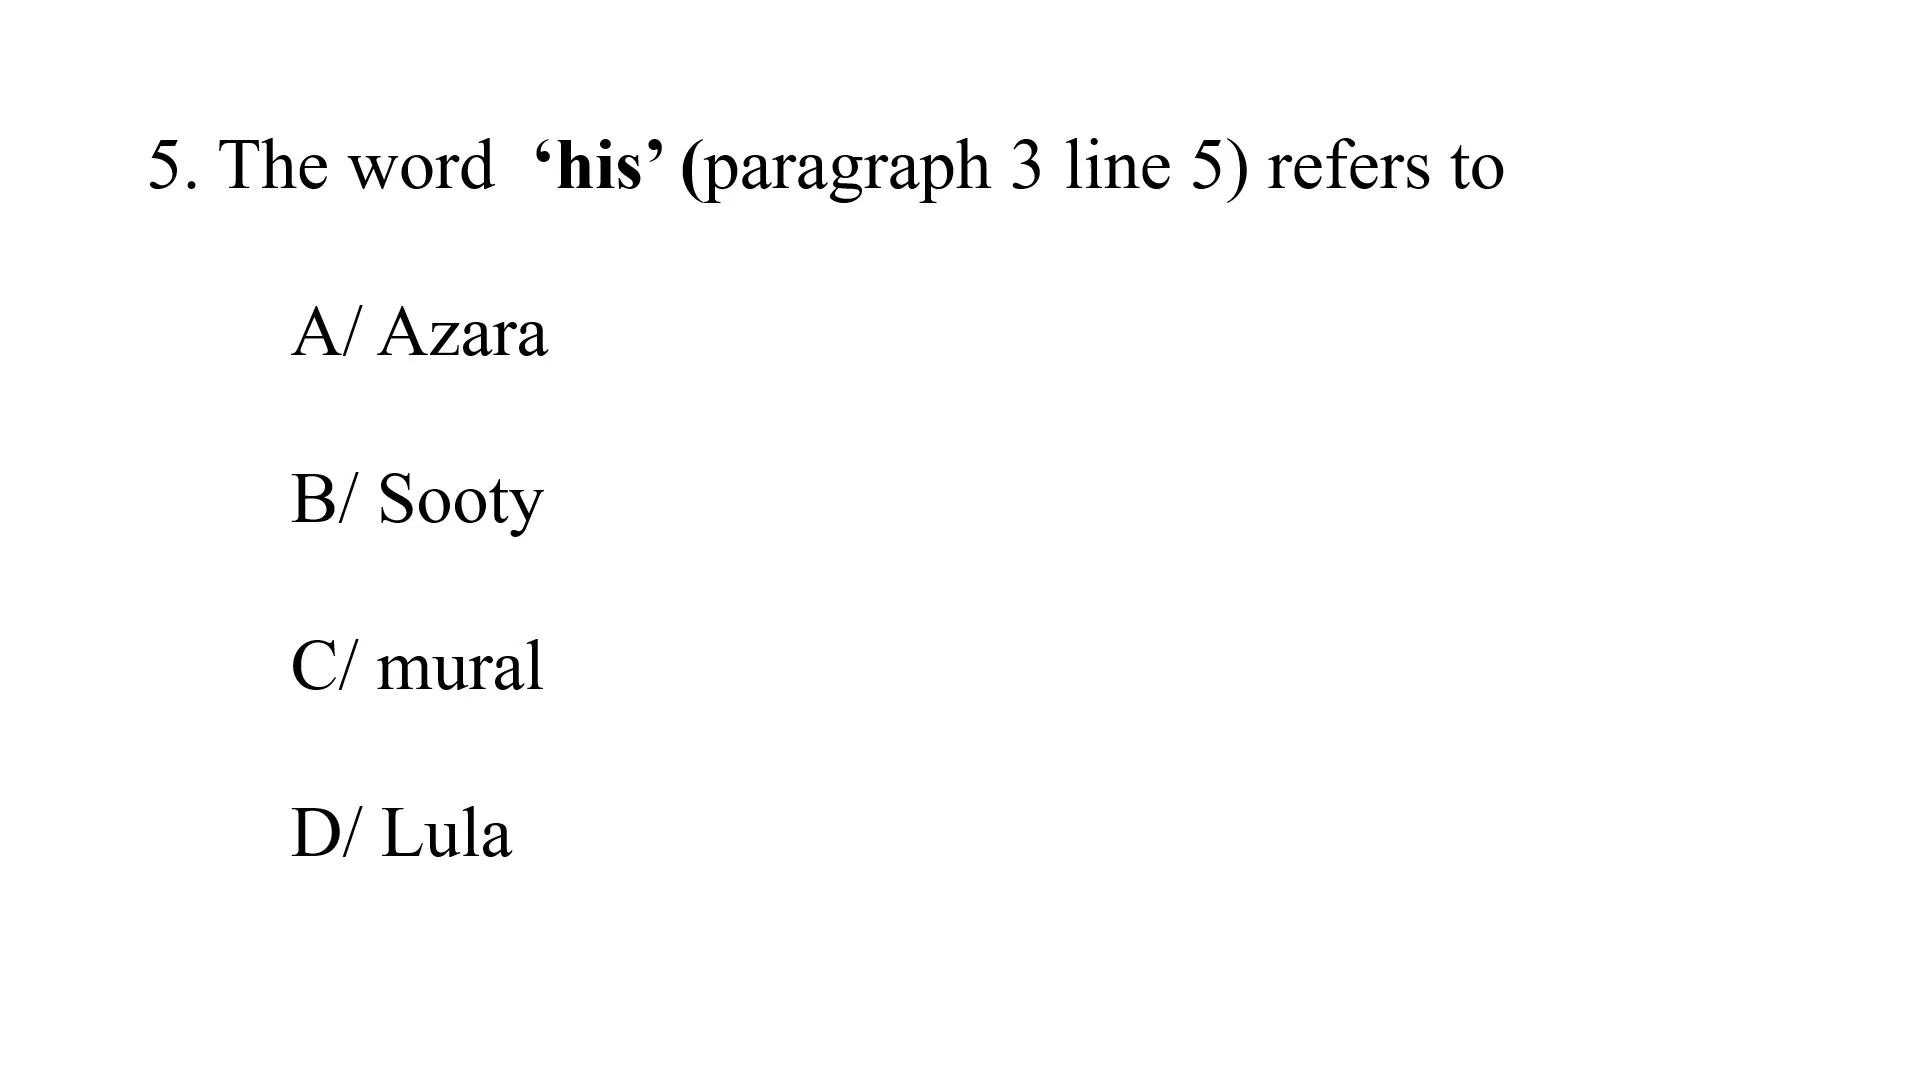 5. The word  ‘his’ (paragraph 3 line 5) refers to
A/ Azara
B/ Sooty
C/ mural
D/ Lula